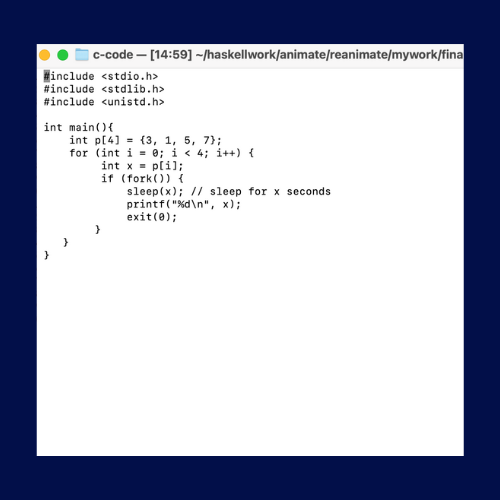 c-code — [14:59] ~/haskellwork/animate/reanimate/mywork/fina
#include <stdio.h>
#include <stdlib.h>
#include <unistd.h>

int main(){
    int p[4] = {3, 1, 5, 7};
    for (int i = 0; i < 4; i++) {
         int x = p[i];
         if (fork()) {
             sleep(x); // sleep for x seconds
             printf("%d\n", x);
             exit(0);
        }
   }
}